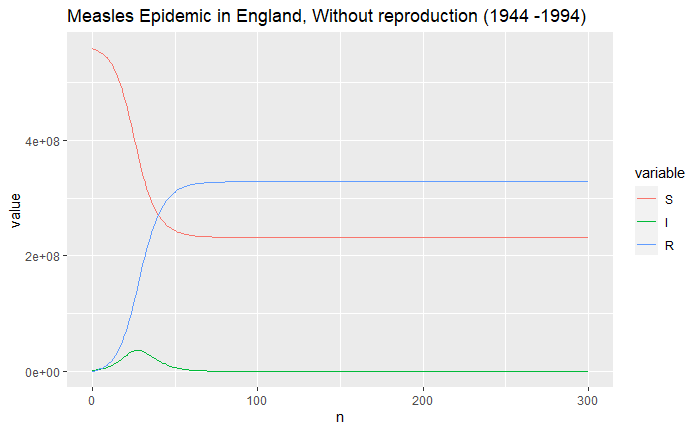 Measles Epidemic in England, Without reproduction (1944 -1994)
value
4e+08
2e+08
0e+00
0
100
200
300
n
variable
S
I
R